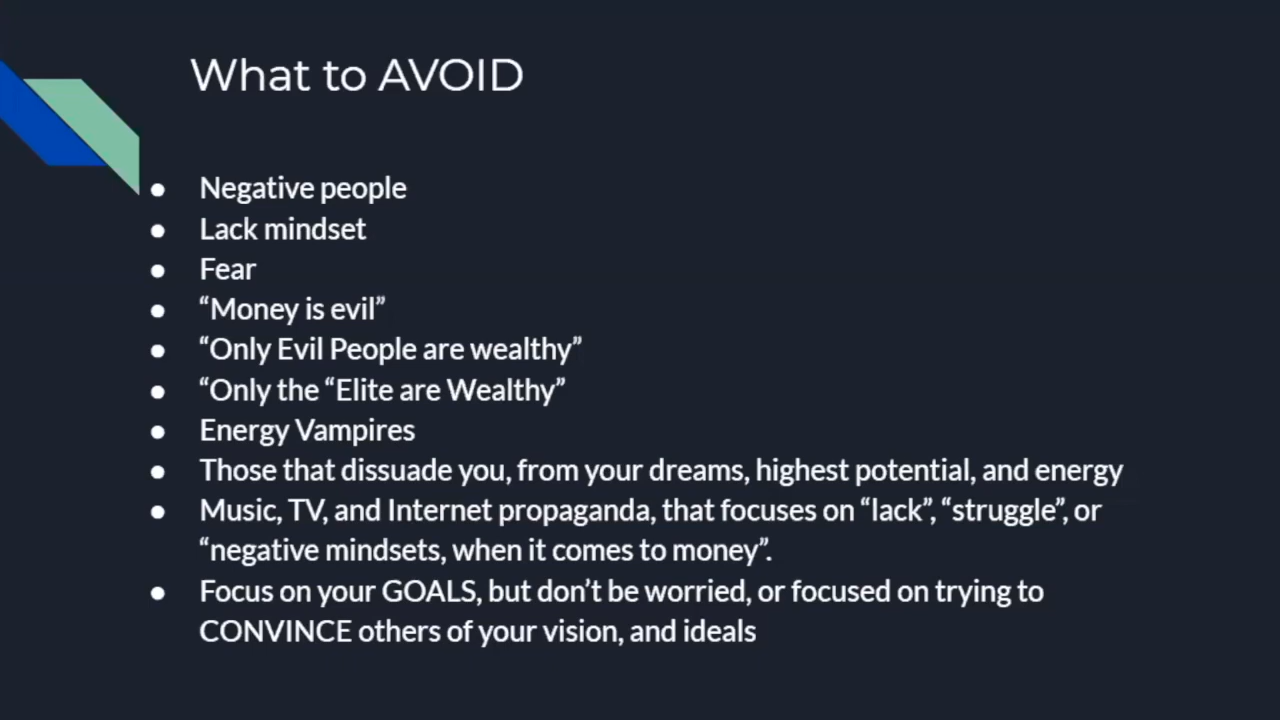 What to AVOID
● Negative people
● Lack mindset
● Fear
● “Money is evil”
● “Only Evil People are wealthy”
● “Only the “Elite are Wealthy”
● Energy Vampires
● Those that dissuade you, from your dreams, highest potential, and energy
● Music, TV, and Internet propaganda, that focuses on “lack”, “struggle”, or
“negative mindsets, when it comes to money”.
● Focus on your GOALS, but don’t be worried, or focused on trying to
CONVINCE others of your vision, and ideals